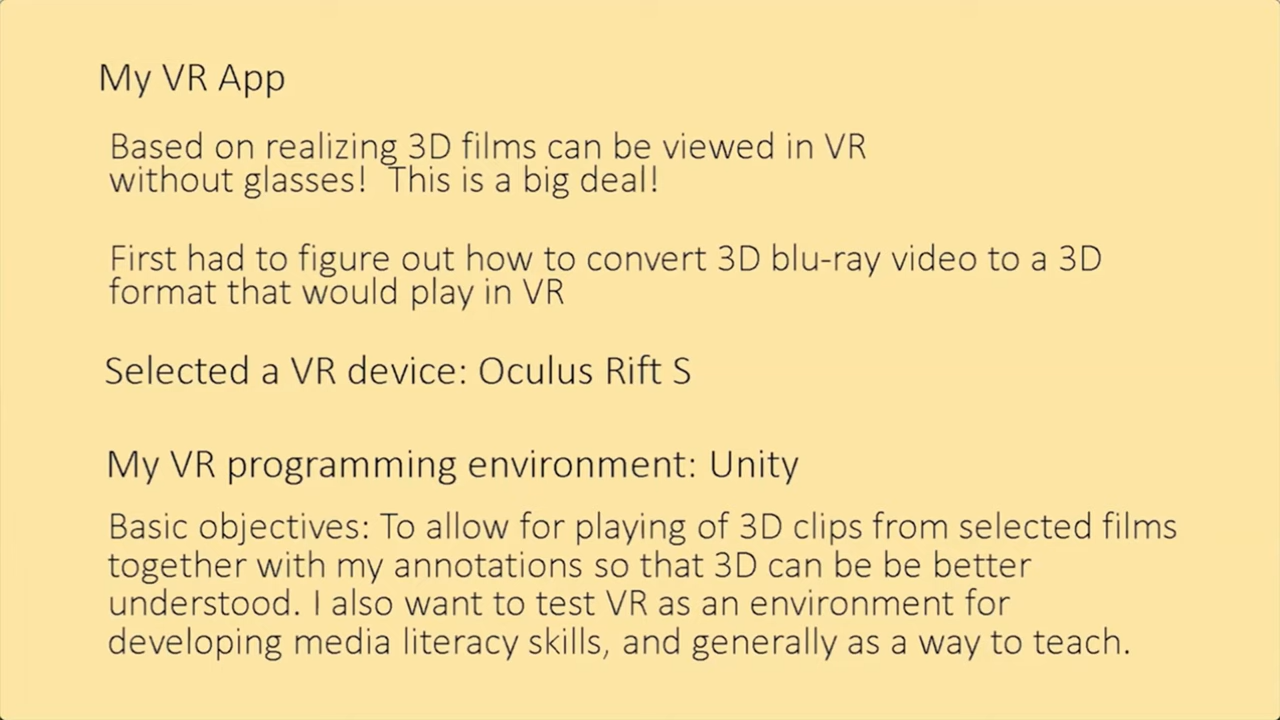 My VR App
Based on realizing 3D films can be viewed in VR
without glasses!  This is a big deal!
First had to figure out how to convert 3D blu-ray video to a 3D
format that would play in VR
Selected a VR device: Oculus Rift S
My VR programming environment: Unity
Basic objectives: To allow for playing of 3D clips from selected films
together with my annotations so that 3D can be be better
understood. I also want to test VR as an environment for
developing media literacy skills, and generally as a way to teach.